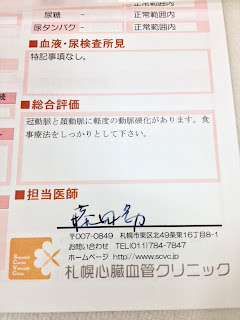 尿糖 - 正常範囲内
尿タンパク - 正常範囲内
■血液・尿検査所見
特記事項なし。
■総合評価
冠動脈と頚動脈に軽度の動脈硬化があります。食
事療法をしっかりとして下さい。
■担当医師
〒007-0849 札幌市東区北49条東16丁目8-1
お問い合わせ TEL(011)784-7847
ホームページ http://www.scvc.jp
Sapporo
Cardio
Vascular
Clinic
札幌心臓血管クリニック